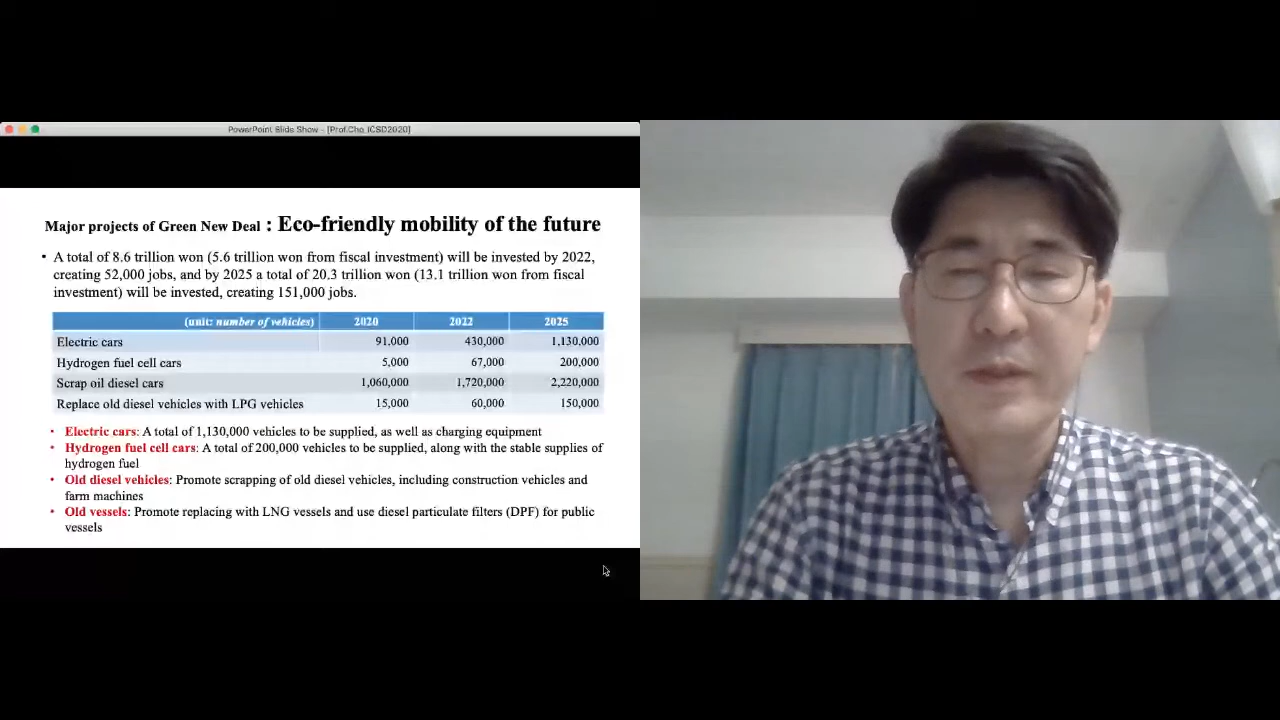 PowerPoint Slide Show - [Prof.Cho_ICSD2020]
Major projects of Green New Deal : Eco-friendly mobility of the future
• A total of 8.6 trillion won (5.6 trillion won from fiscal investment) will be invested by 2022,
creating 52,000 jobs, and by 2025 a total of 20.3 trillion won (13.1 trillion won from fiscal
investment) will be invested, creating 151,000 jobs.
(unit: number of vehicles) 2020 2022 2025
Electric cars 91,000 430,000 1,130,000
Hydrogen fuel cell cars 5,000 67,000 200,000
Scrap oil diesel cars 1,060,000 1,720,000 2,220,000
Replace old diesel vehicles with LPG vehicles 15,000 60,000 150,000
• Electric cars: A total of 1,130,000 vehicles to be supplied, as well as charging equipment
• Hydrogen fuel cell cars: A total of 200,000 vehicles to be supplied, along with the stable supplies of
hydrogen fuel
• Old diesel vehicles: Promote scrapping of old diesel vehicles, including construction vehicles and
farm machines
• Old vessels: Promote replacing with LNG vessels and use diesel particulate filters (DPF) for public
vessels